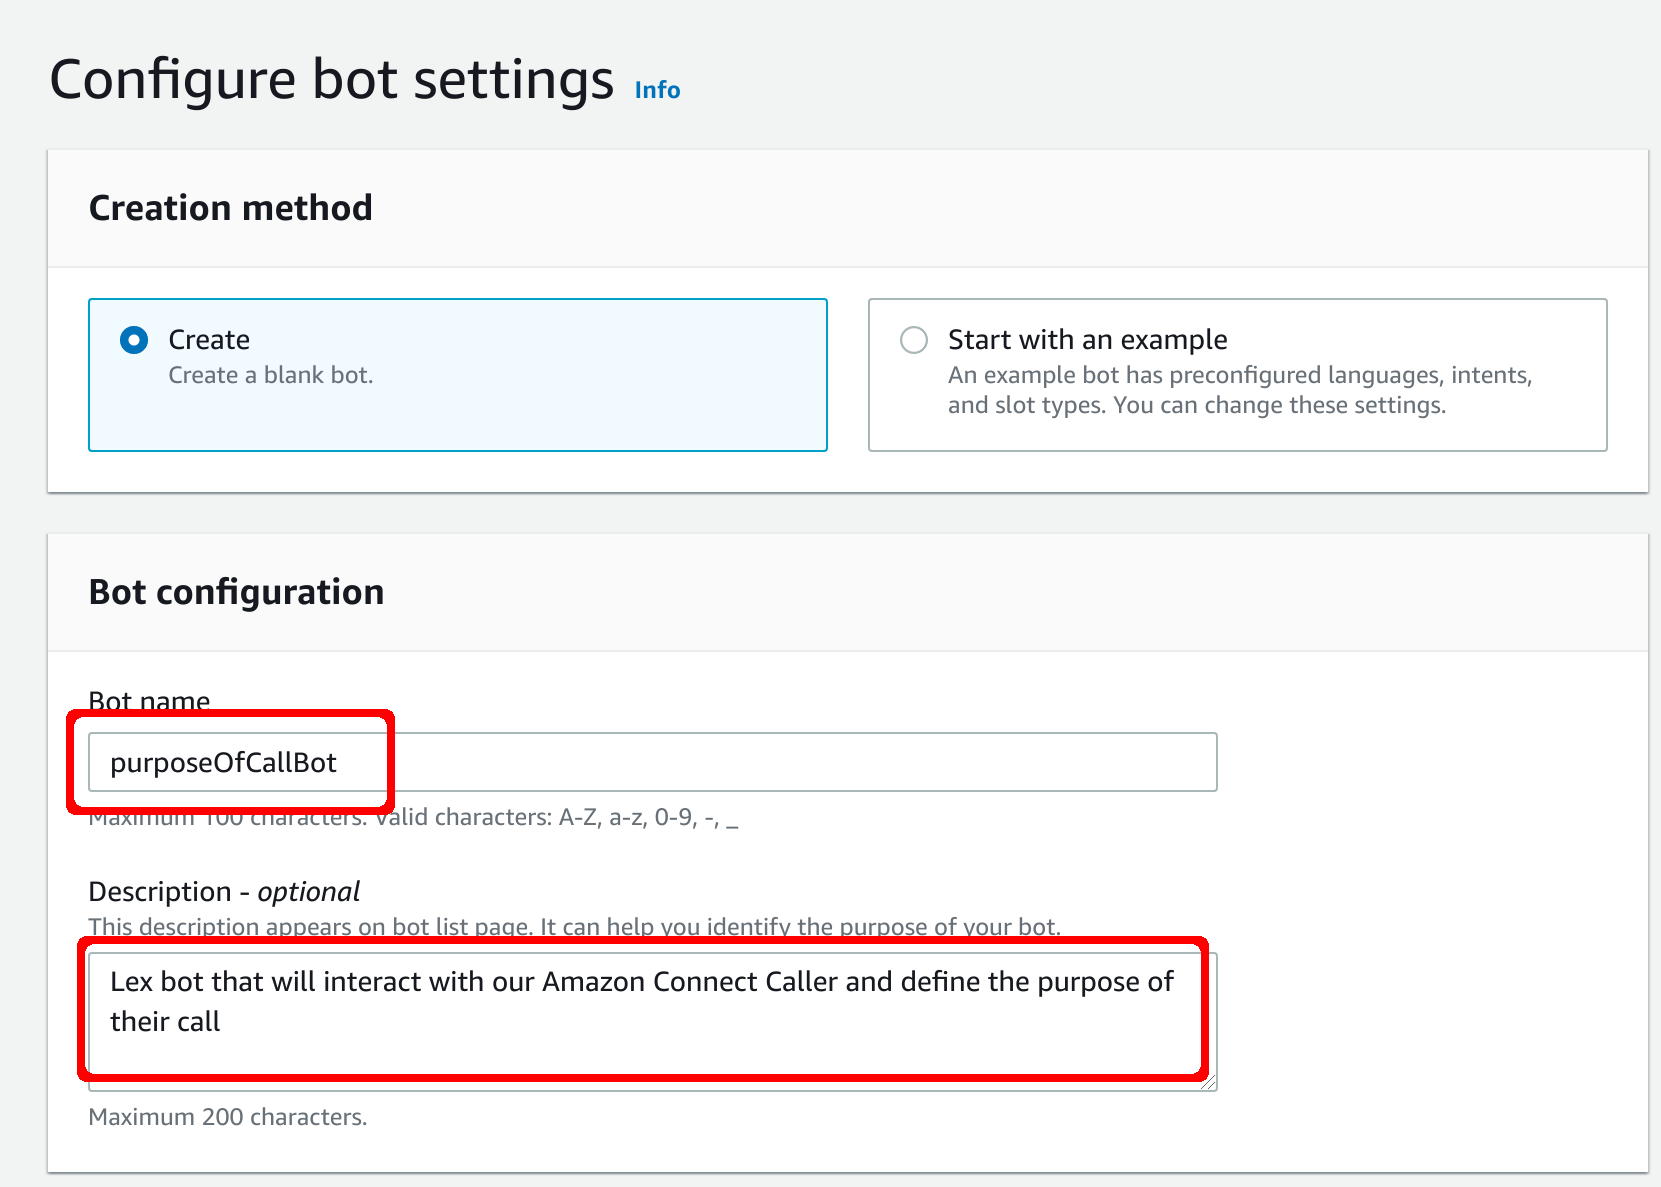 Configure bot settings Info
Creation method
Create
Create a blank bot.
Start with an example
An example bot has preconfigured languages, intents,
and slot types. You can change these settings.
Bot configuration
Bot name
purposeOfCallBot
Maximum 100 characters. Valid characters: A-Z, a-z, 0-9, -, _
Description - optional
This description appears on bot list page. It can help you identify the purpose of your bot.
Lex bot that will interact with our Amazon Connect Caller and define the purpose of
their call
Maximum 200 characters.